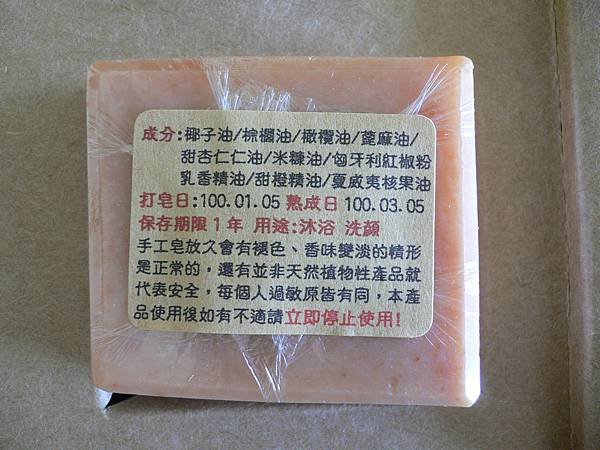 成分:椰子油/棕櫚油/橄欖油/蓖麻油/
甜杏仁仁油/米糠油/匈牙利紅椒粉
乳香精油/甜橙精油/夏威夷核果油
打皂日:100.01.05 熟成日 100.03.05
保存期限1年 用途:沐浴 洗顏
手工皂放久會有褪色、香味變淡的情形
是正常的，還有並非天然植物性產品就
代表安全，每個人過敏原皆有同，本產
品使用後如有不適請立即停止使用!